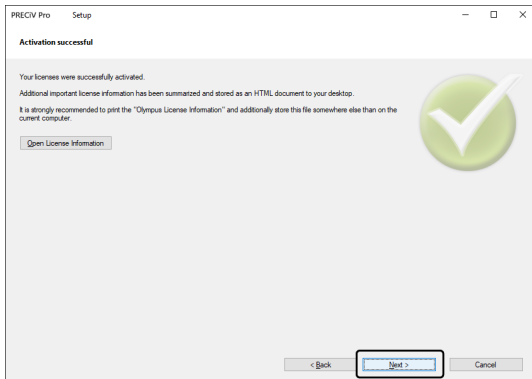 PRECiV Pro Setup
Activation successful
Your licenses were successfully activated.
Additional important license information has been summarized and stored as an HTML document to your desktop.
It is strongly recommended to print the "Olympus License Information" and additionally store this file somewhere else than on the
current computer.
Open License Information
< Back Next > Cancel